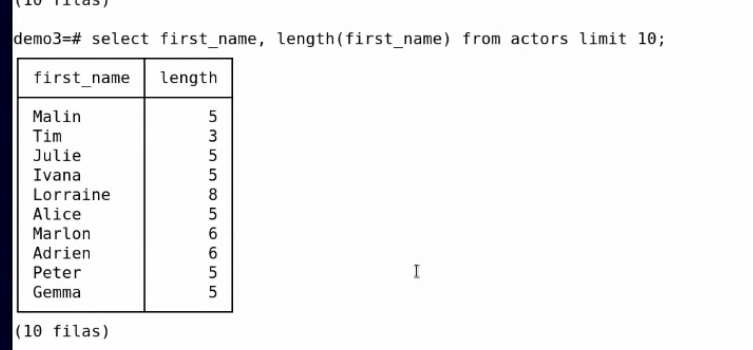 (10 filas)
demo3=# select first_name, length(first_name) from actors limit 10;
first_name length
Malin 5
Tim 3
Julie 5
Ivana 5
Lorraine 8
Alice 5
Marlon 6
Adrien 6
Peter 5
Gemma 5
(10 filas)